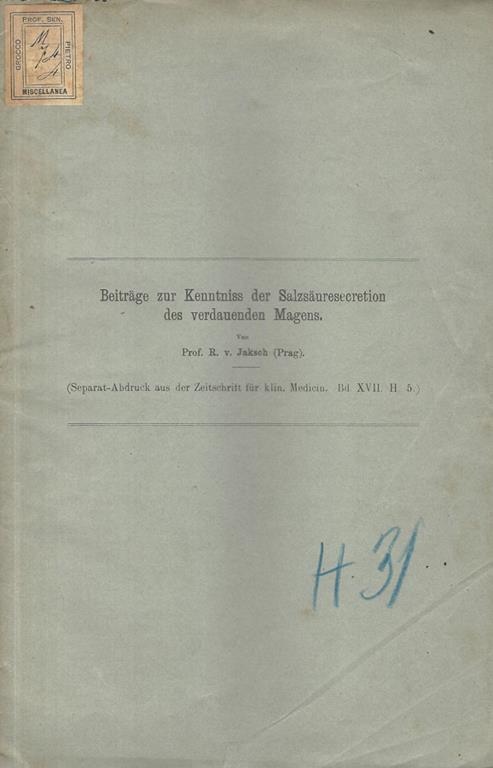 PROF. SEN.
GROCCO
PIETRO
M
MISCELLANEA
Beiträge zur Kenntniss der Salzsäuresecretion
des verdauenden Magens.
Von
Prof. R. v. Jaksch (Prag).
(Separat-Abdruck aus der Zeitschrift für klin. Medicin. Bd. XVII. H. 5.)
H. 31